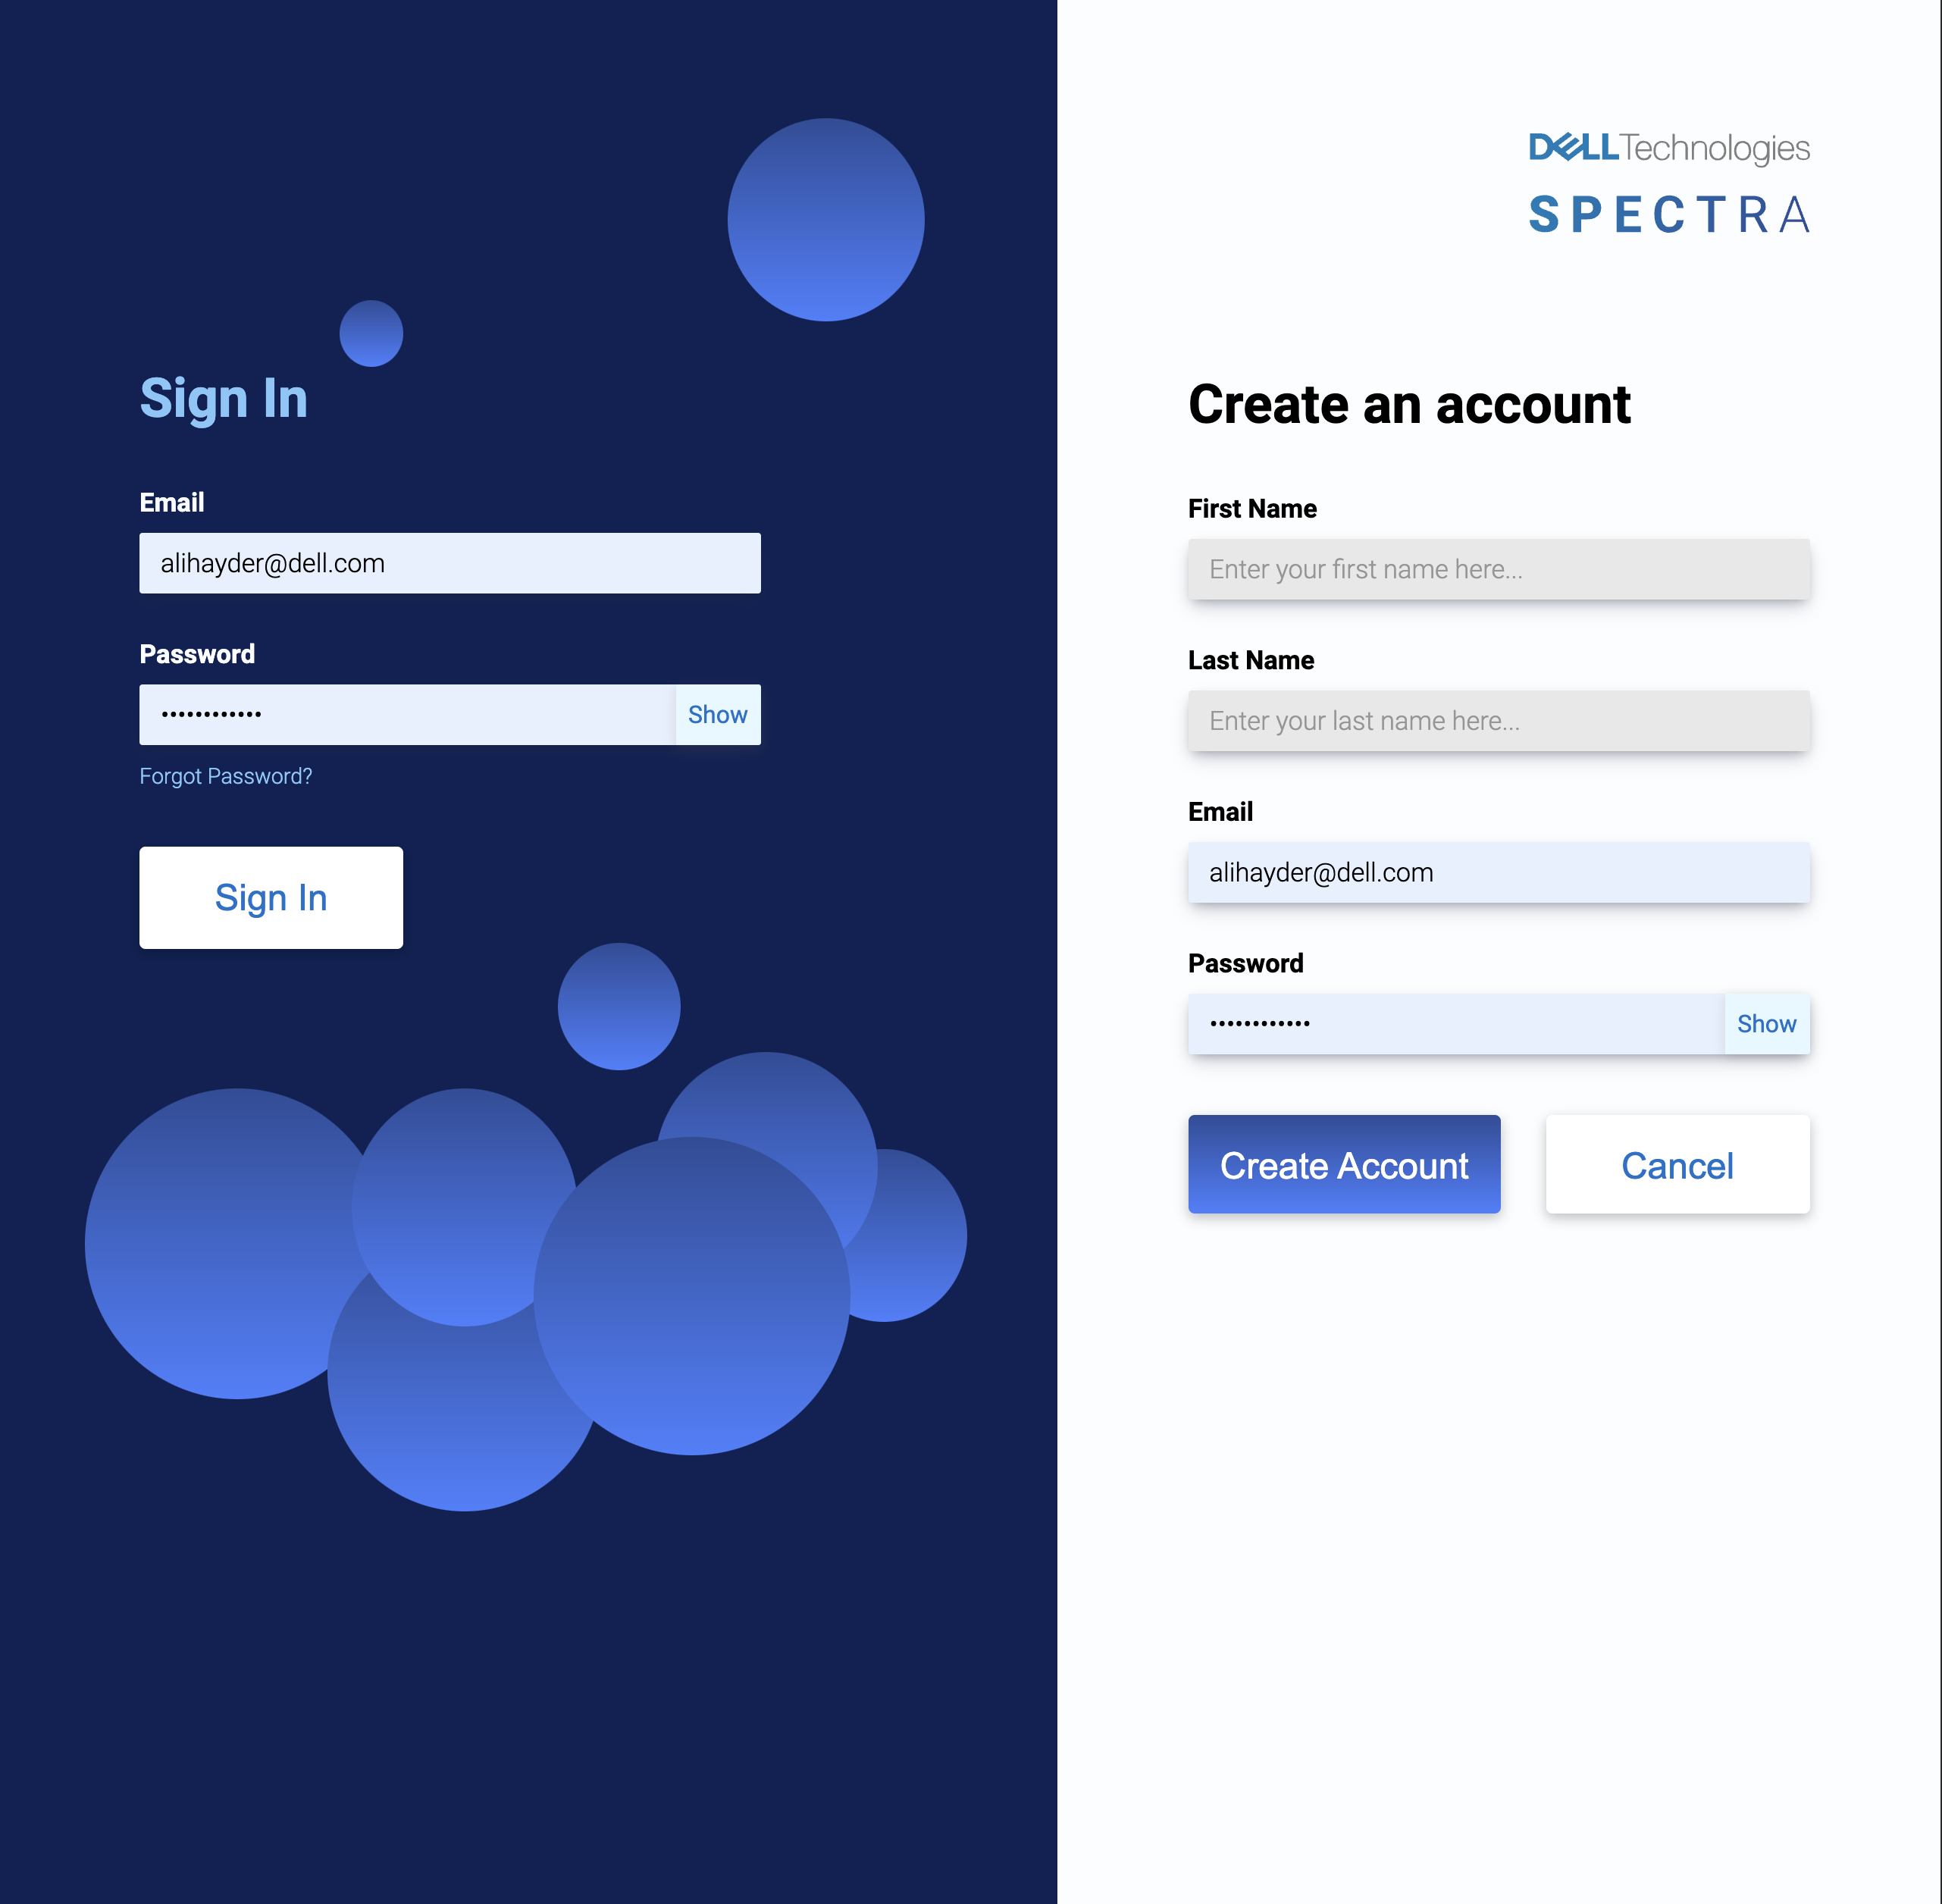 Sign In
Email
alihayder@dell.com
Password
••••••••••••
Show
Forgot Password?
Sign In
DELLTechnologies
SPECTRA
Create an account
First Name
Enter your first name here...
Last Name
Enter your last name here...
Email
alihayder@dell.com
Password
••••••••••••
Show
Create Account
Cancel